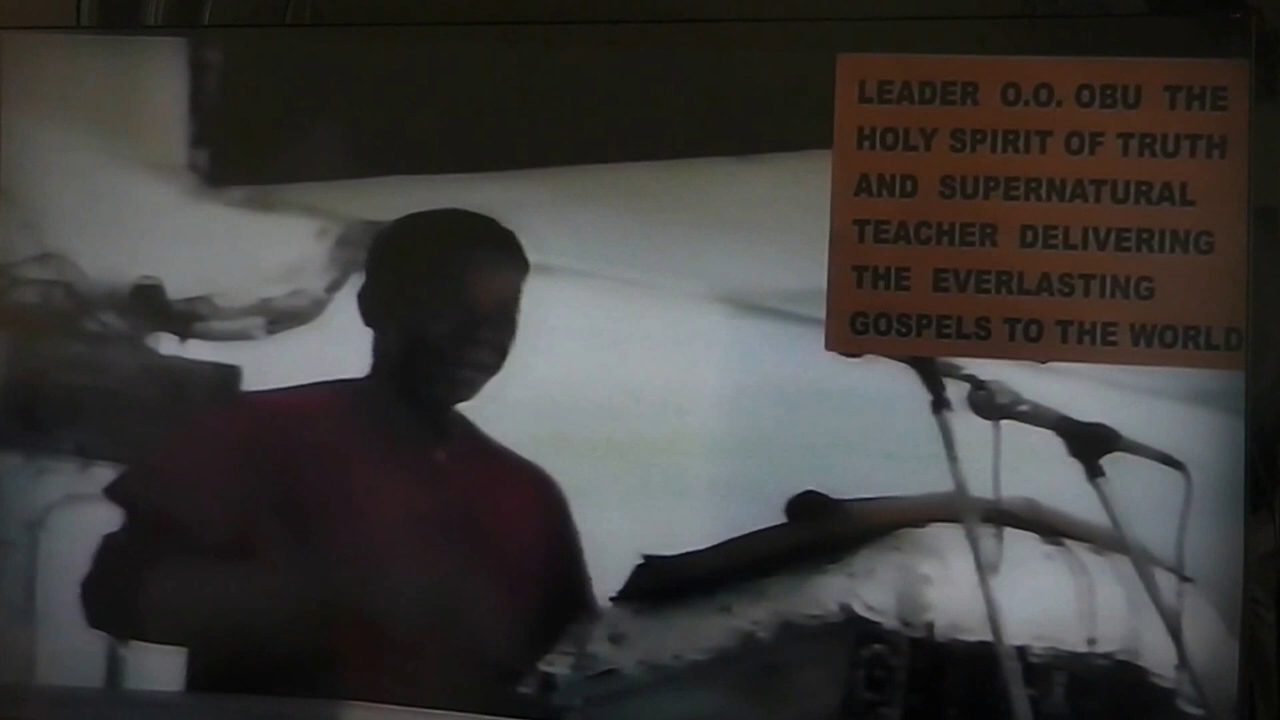 LEADER O.O. OBU THE
HOLY SPIRIT OF TRUTH
AND SUPERNATURAL
TEACHER DELIVERING
THE EVERLASTING
GOSPELS TO THE WORLD